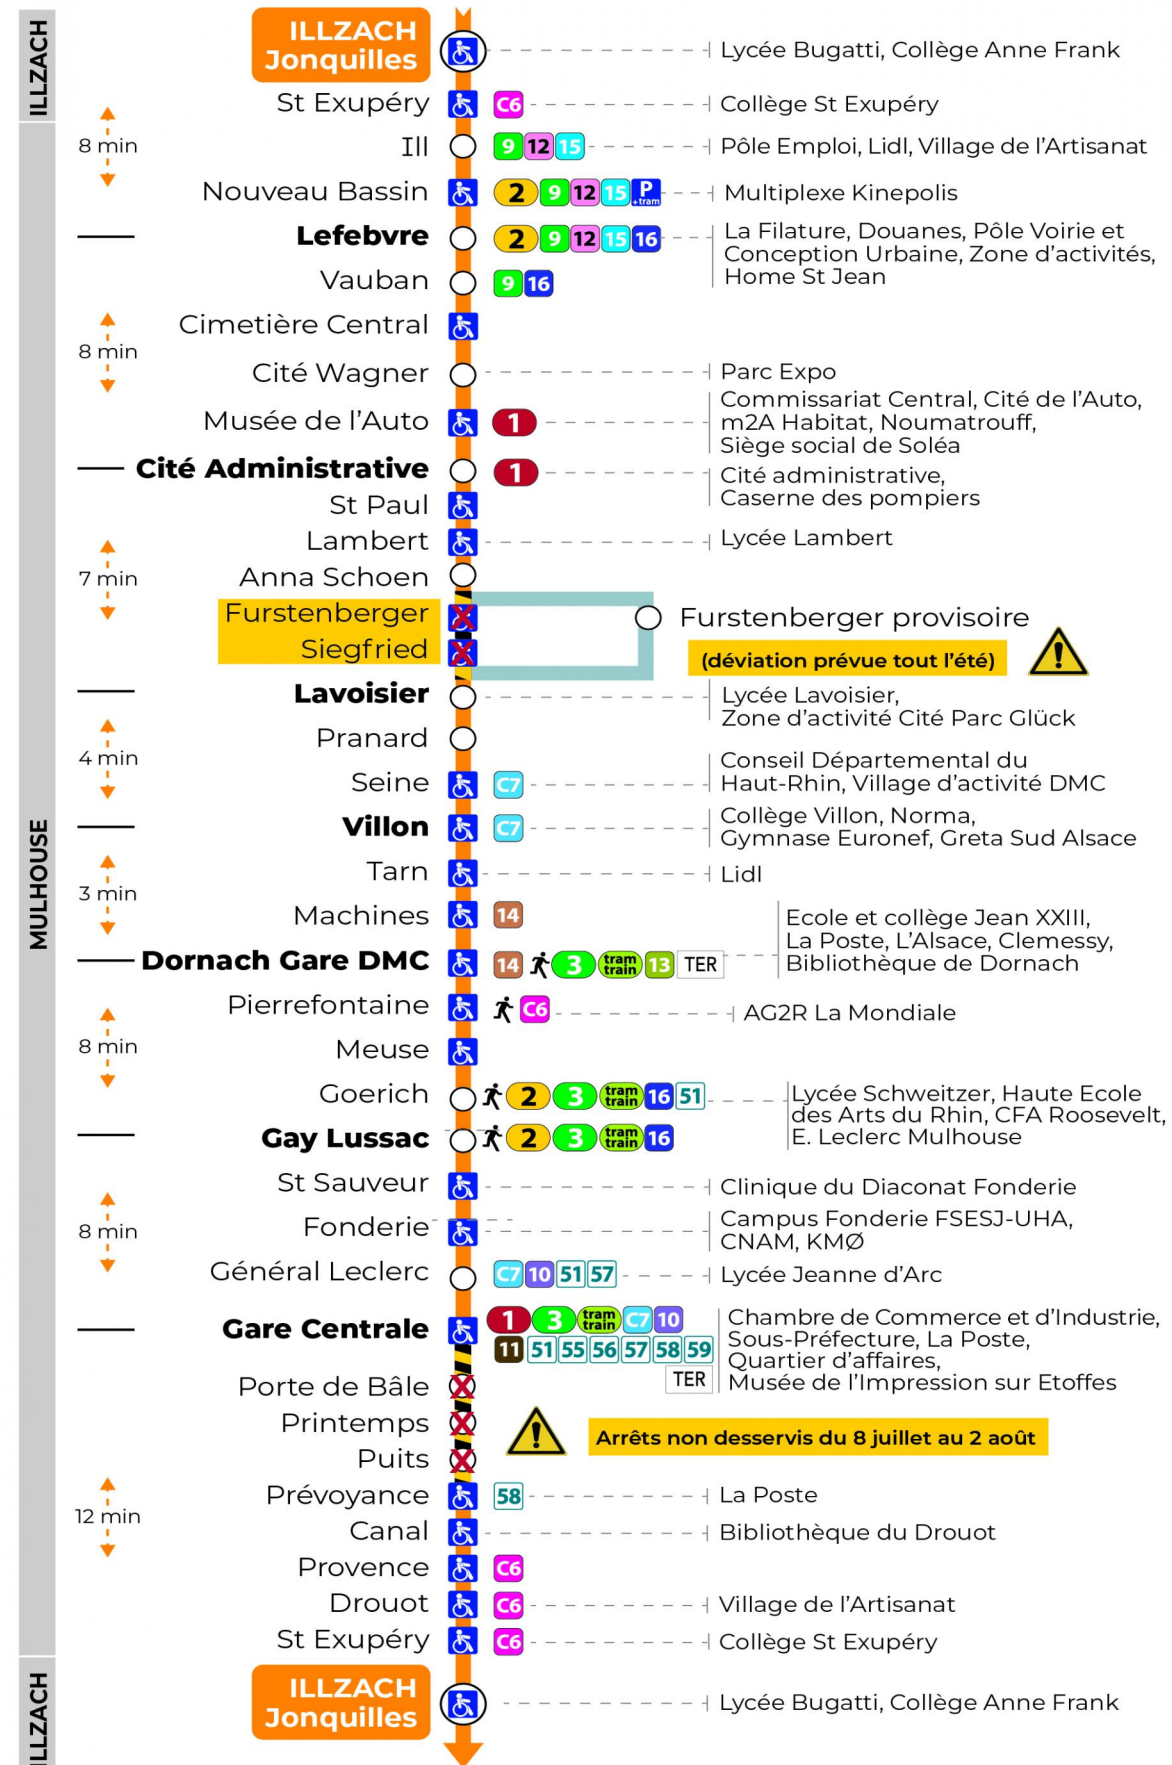 ILLZACH
ILLZACH
Jonquilles
Lycée Bugatti, Collège Anne Frank
St Exupéry C6 Collège St Exupéry
8 min
Ill 9 12 15 Pôle Emploi, Lidl, Village de l'Artisanat
Nouveau Bassin 2 9 12 15 P +tram Multiplexe Kinepolis
Lefebvre 2 9 12 15 16 La Filature, Douanes, Pôle Voirie et
Conception Urbaine, Zone d'activités,
Home St Jean
Vauban 9 16
Cimetière Central
8 min
Cité Wagner Parc Expo
Musée de l'Auto 1 Commissariat Central, Cité de l'Auto,
m2A Habitat, Noumatrouff,
Siège social de Soléa
Cité Administrative 1 Cité administrative,
Caserne des pompiers
St Paul
Lambert Lycée Lambert
7 min
Anna Schoen
Furstenberger Furstenberger provisoire
Siegfried (déviation prévue tout l'été)
Lavoisier Lycée Lavoisier,
Zone d'activité Cité Parc Glück
Pranard
4 min
Seine C7 Conseil Départemental du
Haut-Rhin, Village d'activité DMC
MULHOUSE
Villon C7 Collège Villon, Norma,
Gymnase Euronef, Greta Sud Alsace
Tarn Lidl
3 min
Machines 14
Dornach Gare DMC 14 3 tram train 13 TER Ecole et collège Jean XXIII,
La Poste, L'Alsace, Clemessy,
Bibliothèque de Dornach
Pierrefontaine C6 AG2R La Mondiale
8 min
Meuse
Goerich 2 3 tram train 16 51 Lycée Schweitzer, Haute Ecole
des Arts du Rhin, CFA Roosevelt,
E. Leclerc Mulhouse
Gay Lussac 2 3 tram train 16
St Sauveur Clinique du Diaconat Fonderie
8 min
Fonderie Campus Fonderie FSESJ-UHA,
CNAM, KMØ
Général Leclerc C7 10 51 57 Lycée Jeanne d'Arc
Gare Centrale 1 3 tram train C7 10
11 51 55 56 57 58 59
TER
Chambre de Commerce et d'Industrie,
Sous-Préfecture, La Poste,
Quartier d'affaires,
Musée de l'Impression sur Etoffes
Porte de Bâle
Printemps
Arrêts non desservis du 8 juillet au 2 août
Puits
Prévoyance 58 La Poste
12 min
Canal Bibliothèque du Drouot
Provence C6
Drouot C6 Village de l'Artisanat
St Exupéry C6 Collège St Exupéry
ILLZACH
ILLZACH
Jonquilles
Lycée Bugatti, Collège Anne Frank